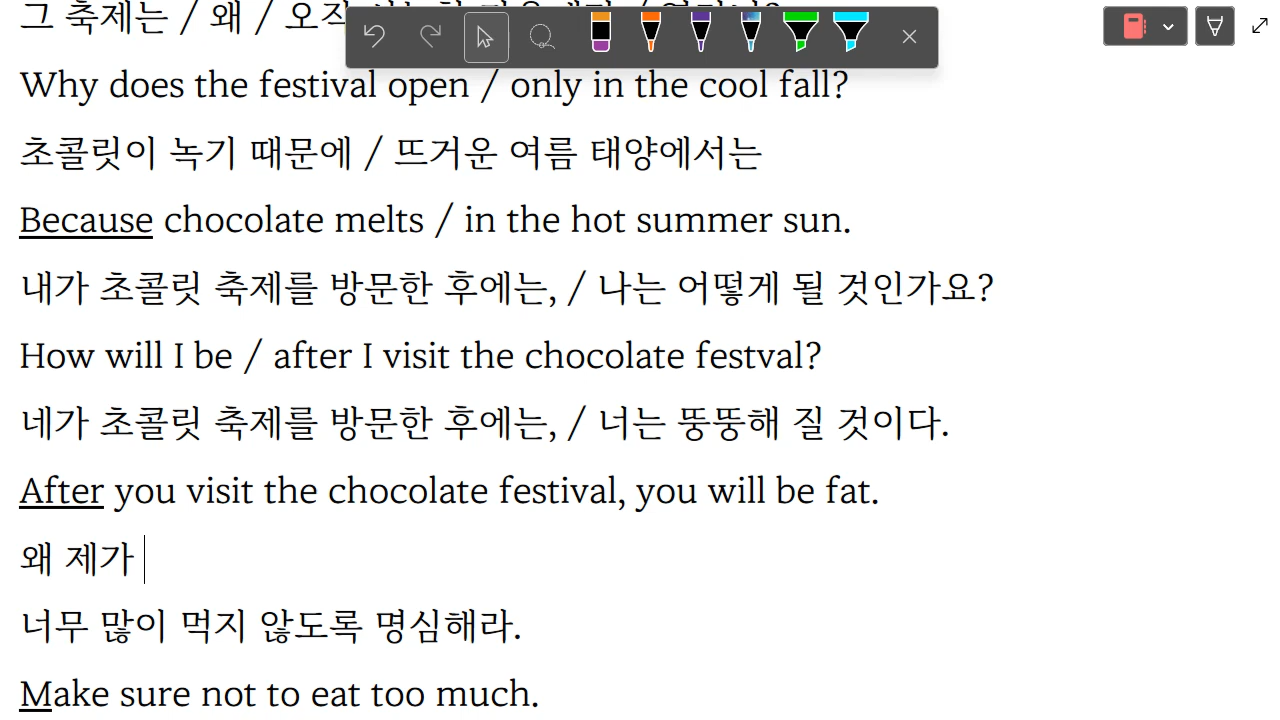 그 축제는 / 왜 / 오직
Why does the festival open / only in the cool fall?
초콜릿이 녹기 때문에 / 뜨거운 여름 태양에서는
Because chocolate melts / in the hot summer sun.
내가 초콜릿 축제를 방문한 후에는, / 나는 어떻게 될 것인가요?
How will I be / after I visit the chocolate festval?
네가 초콜릿 축제를 방문한 후에는, / 너는 뚱뚱해 질 것이다.
After you visit the chocolate festival, you will be fat.
왜 제가
너무 많이 먹지 않도록 명심해라.
Make sure not to eat too much.